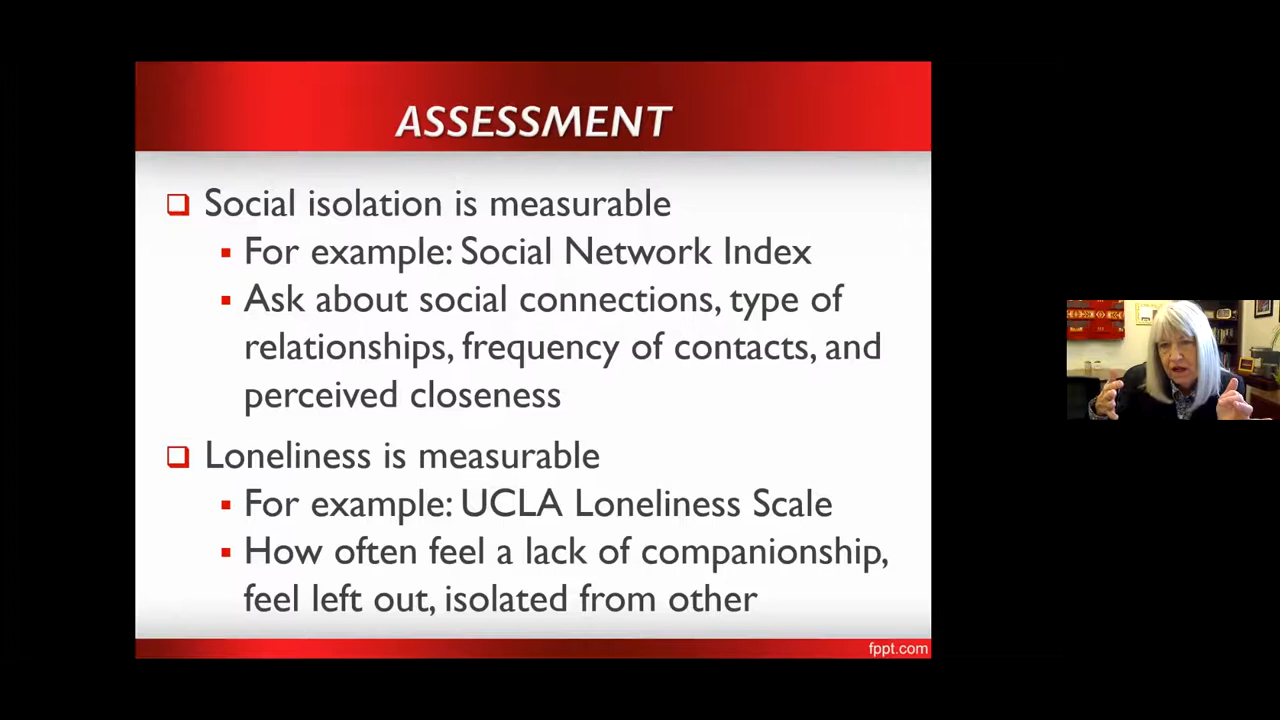 ASSESSMENT
Social isolation is measurable
For example: Social Network Index
Ask about social connections, type of
relationships, frequency of contacts, and
perceived closeness
Loneliness is measurable
For example: UCLA Loneliness Scale
How often feel a lack of companionship,
feel left out, isolated from other
fppt.com